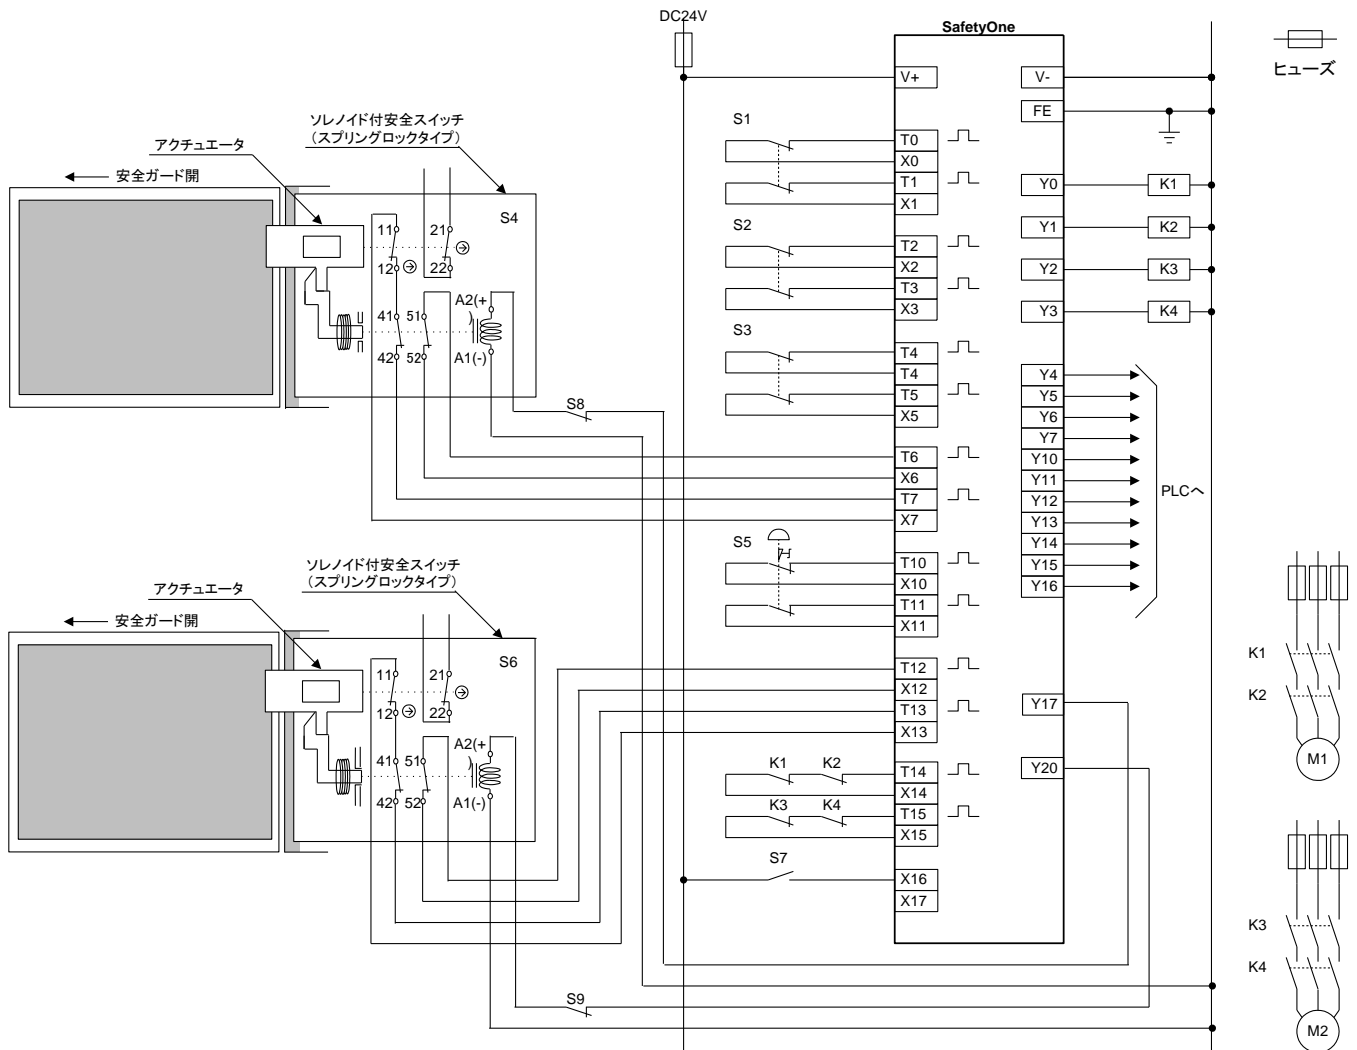 DC24V
SafetyOne
ヒューズ
V+
V-
FE
S1
T0
X0
T1
X1
S2
T2
X2
T3
X3
S3
T4
T4
T5
X5
T6
X6
T7
X7
S5
T10
X10
T11
X11
T12
X12
T13
X13
K1 K2
T14
X14
K3 K4
T15
X15
S7
X16
X17
Y0
K1
Y1
K2
Y2
K3
Y3
K4
Y4
Y5
Y6
Y7
Y10
Y11
Y12
Y13
Y14
Y15
Y16
PLCへ
Y17
Y20
ソレノイド付安全スイッチ
(スプリングロックタイプ)
アクチュエータ
安全ガード開
S4
11 21
12 22
41 51
A2(+
)
42 52
A1(-)
S8
ソレノイド付安全スイッチ
(スプリングロックタイプ)
アクチュエータ
安全ガード開
S6
11 21
12 22
41 51
A2(+
)
42 52
A1(-)
S9
K1
K2
M1
K3
K4
M2